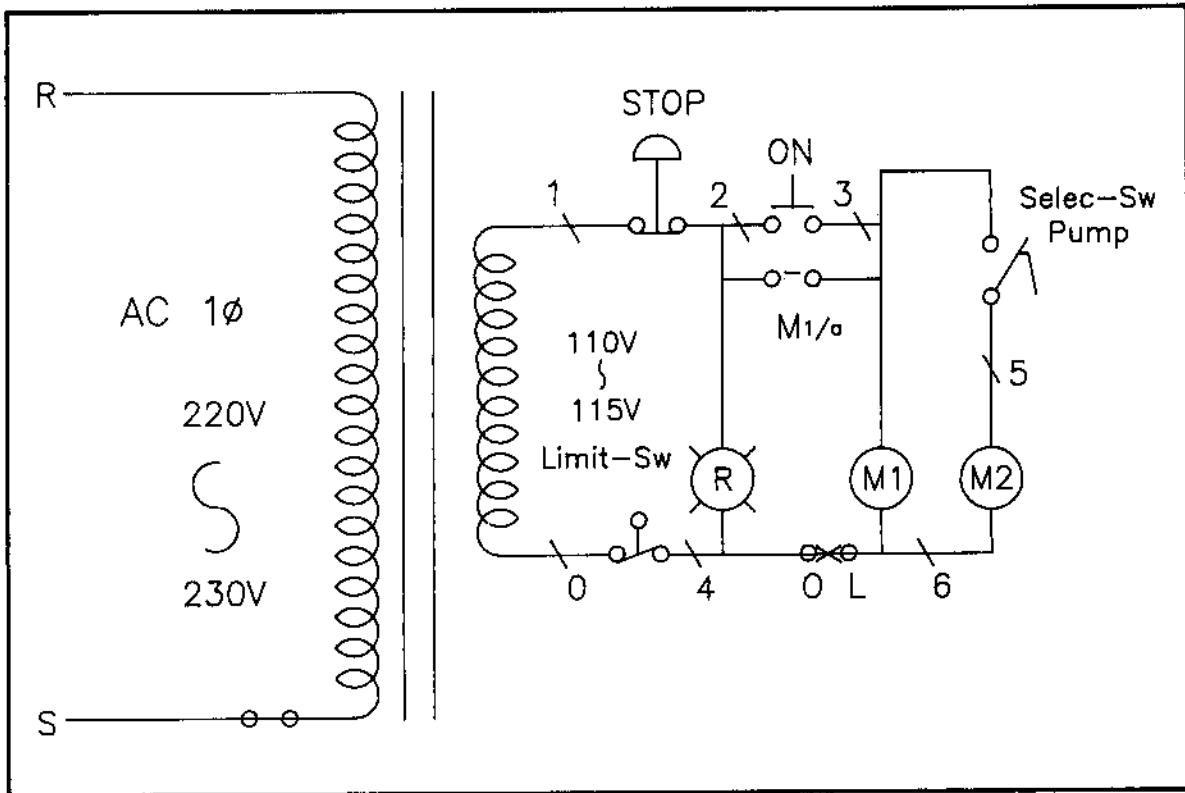 R
STOP
ON
1
2
3
Selec-Sw
Pump
AC 1ø
M1/a
110V
115V
5
220V
Limit-Sw
R
M1
M2
230V
0
4
O L
6
S